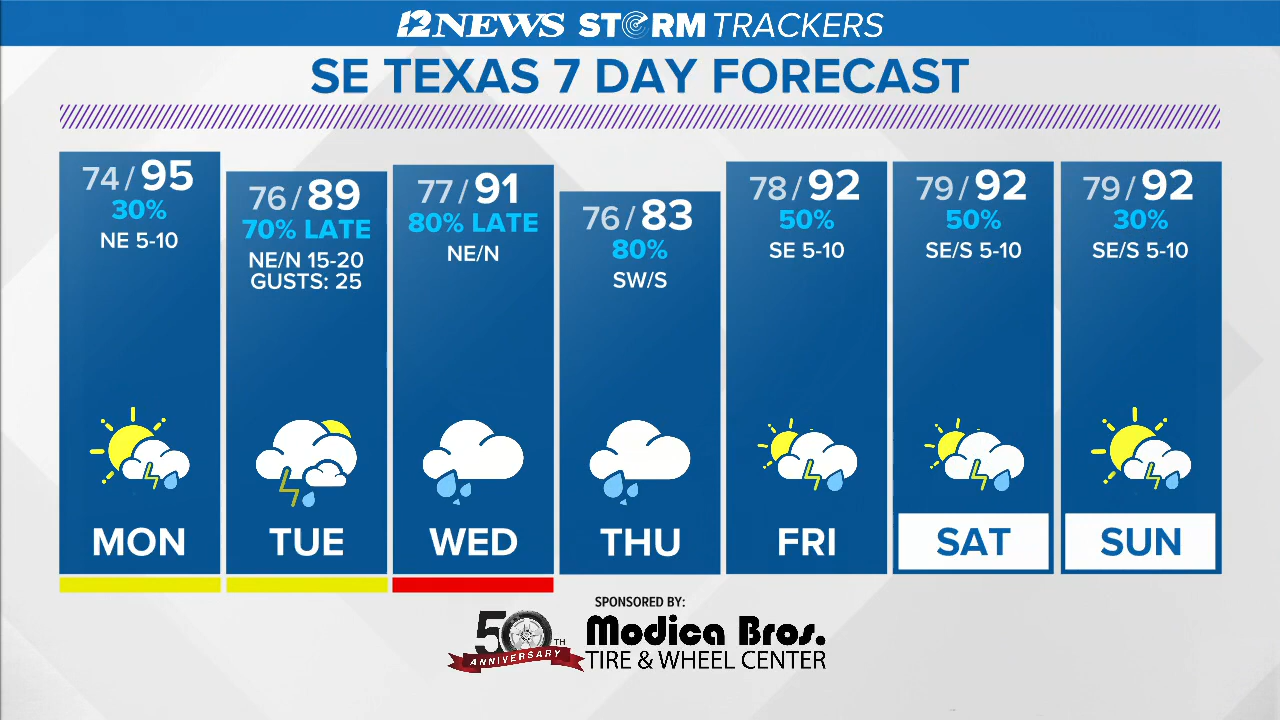 12NEWS STORM TRACKERS
SE TEXAS 7 DAY FORECAST
74/95
30%
NE 5-10
MON
76/89
70% LATE
NE/N 15-20
GUSTS: 25
TUE
77/91
80% LATE
NE/N
WED
76/83
80%
SW/S
THU
78/92
50%
SE 5-10
FRI
79/92
50%
SE/S 5-10
SAT
79/92
30%
SE/S 5-10
SUN
SPONSORED BY:
50TH
ANNIVERSARY
Modica Bros.
TIRE & WHEEL CENTER